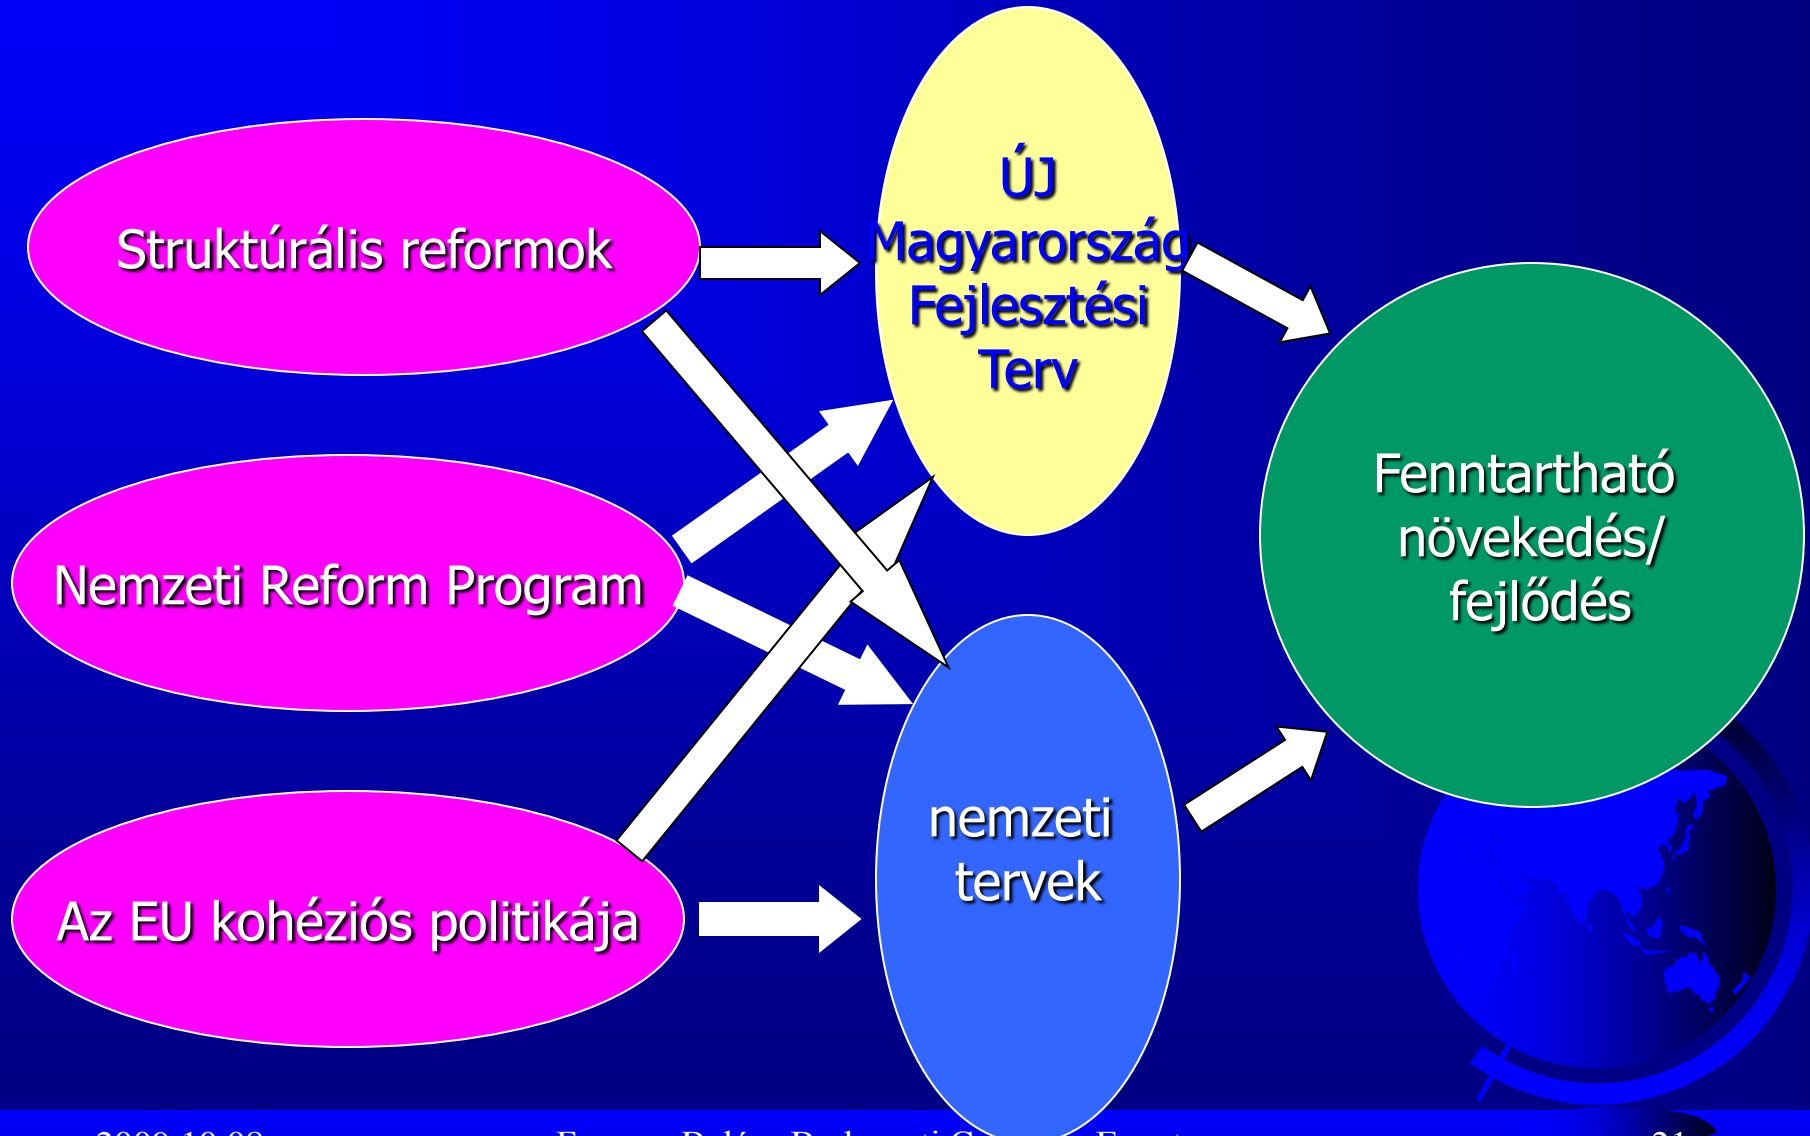 Struktúrális reformok
Nemzeti Reform Program
Az EU kohéziós politikája
ÚJ
Magyarország
Fejlesztési
Terv
nemzeti
tervek
Fenntartható
növekedés/
fejlődés